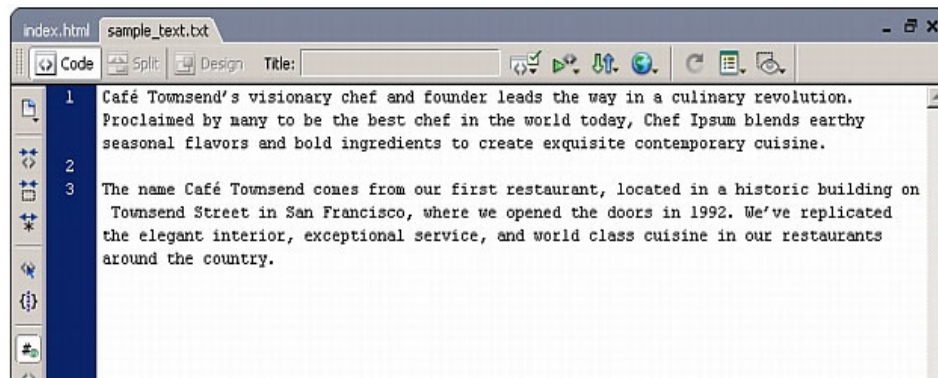 index.html sample_text.txt
Code Split Design Title:
1 Café Townsend's visionary chef and founder leads the way in a culinary revolution.
Proclaimed by many to be the best chef in the world today, Chef Ipsum blends earthy
seasonal flavors and bold ingredients to create exquisite contemporary cuisine.
2
3 The name Café Townsend comes from our first restaurant, located in a historic building on
Townsend Street in San Francisco, where we opened the doors in 1992. We've replicated
the elegant interior, exceptional service, and world class cuisine in our restaurants
around the country.